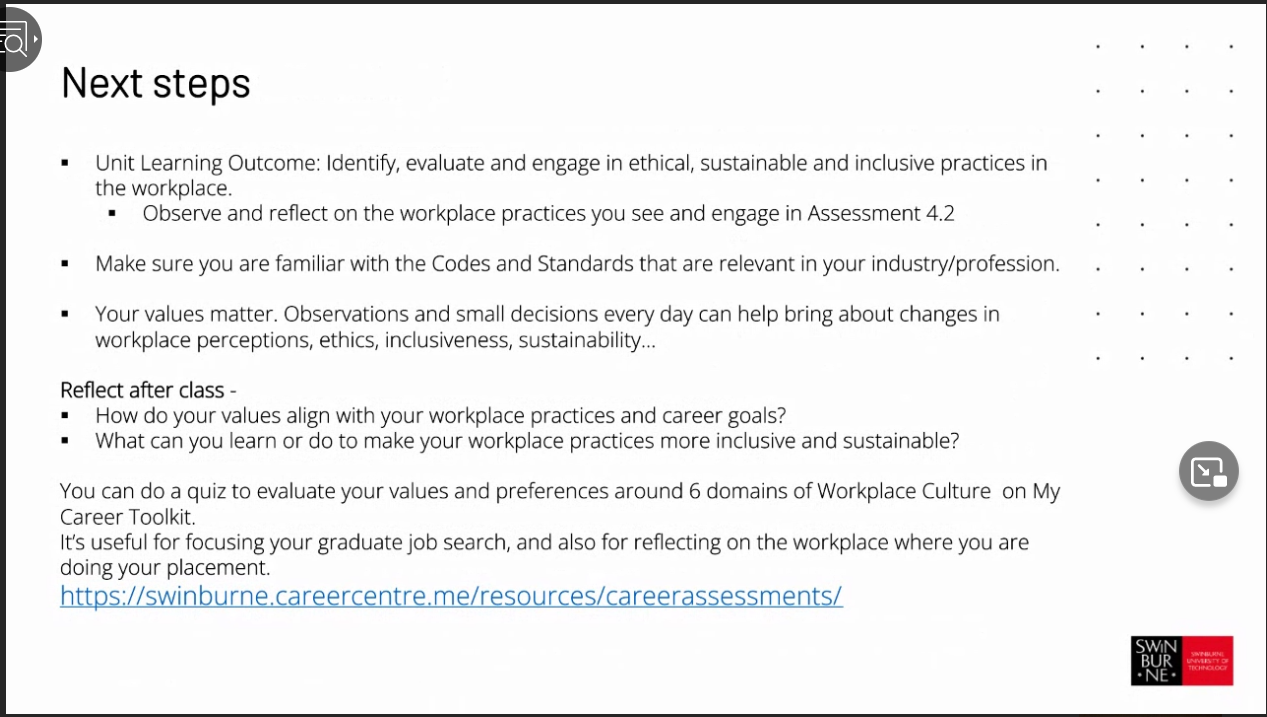 Next steps
▪ Unit Learning Outcome: Identify, evaluate and engage in ethical, sustainable and inclusive practices in
the workplace.
▪ Observe and reflect on the workplace practices you see and engage in Assessment 4.2
▪ Make sure you are familiar with the Codes and Standards that are relevant in your industry/profession.
▪ Your values matter. Observations and small decisions every day can help bring about changes in
workplace perceptions, ethics, inclusiveness, sustainability...
Reflect after class -
▪ How do your values align with your workplace practices and career goals?
▪ What can you learn or do to make your workplace practices more inclusive and sustainable?
You can do a quiz to evaluate your values and preferences around 6 domains of Workplace Culture on My
Career Toolkit.
It's useful for focusing your graduate job search, and also for reflecting on the workplace where you are
doing your placement.
https://swinburne.careercentre.me/resources/careerassessments/
SWIN
BUR
•NE•
SWINBURNE
UNIVERSITY OF
TECHNOLOGY